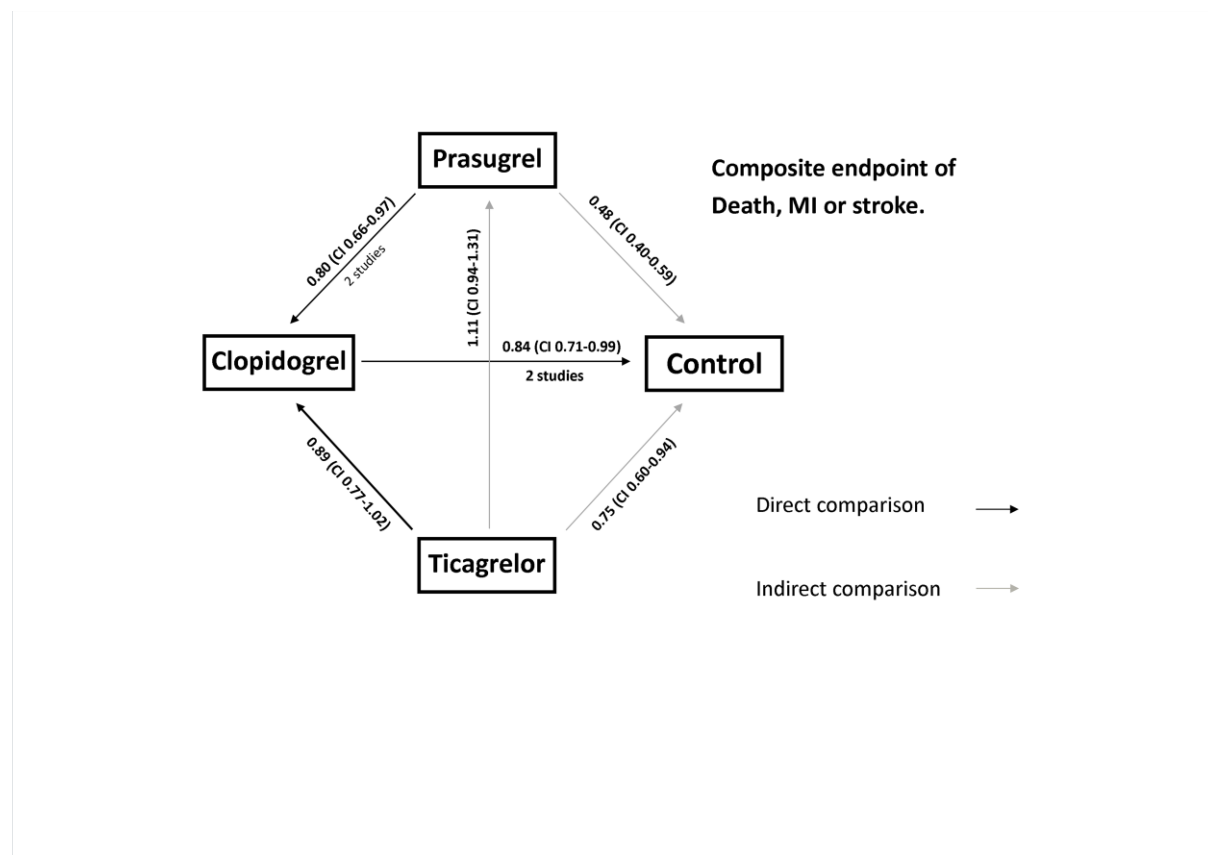 Prasugrel
Composite endpoint of
Death, MI or stroke.
0.80 (CI 0.66-0.97)
2 studies
0.48 (CI 0.40-0.59)
1.11 (CI 0.94-1.31)
Clopidogrel
0.84 (CI 0.71-0.99)
2 studies
Control
0.89 (CI 0.77-1.02)
0.75 (CI 0.60-0.94)
Ticagrelor
Direct comparison
Indirect comparison